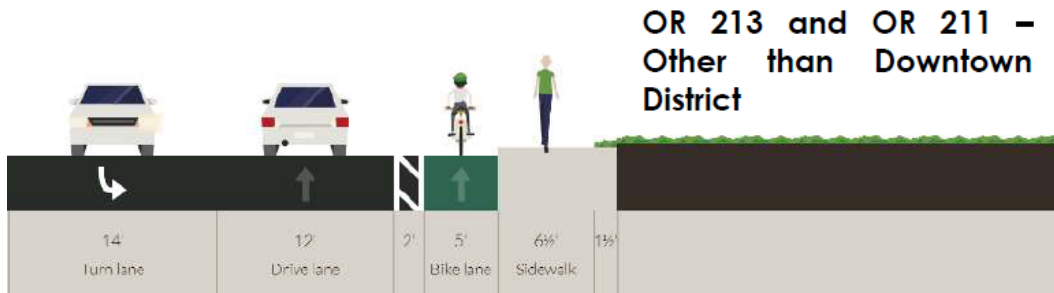 OR 213 and OR 211 –
Other than Downtown
District
14' 12' 2' 5' 6½' 1½'
Turn lane Drive lane Bike lane Sidewalk